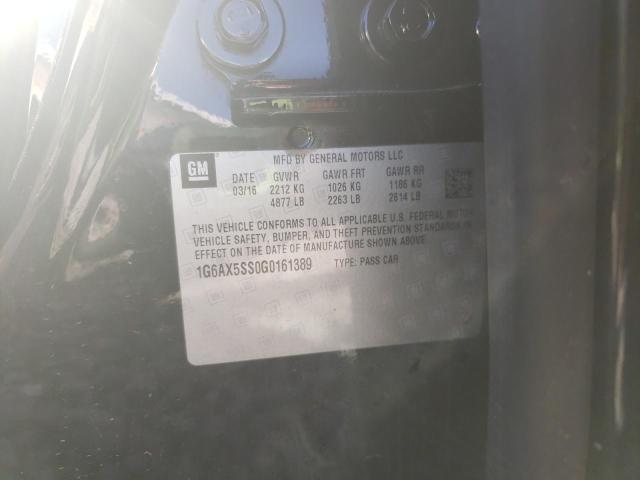 GM
MFD BY GENERAL MOTORS LLC
DATE GVWR GAWR FRT GAWR RR
03/16 2212 KG 1026 KG 1186 KG
4877 LB 2263 LB 2614 LB
THIS VEHICLE CONFORMS TO ALL APPLICABLE U.S. FEDERAL MOTOR
VEHICLE SAFETY, BUMPER, AND THEFT PREVENTION STANDARDS IN
EFFECT ON THE DATE OF MANUFACTURE SHOWN ABOVE.
1G6AX5SS0G0161389 TYPE: PASS CAR